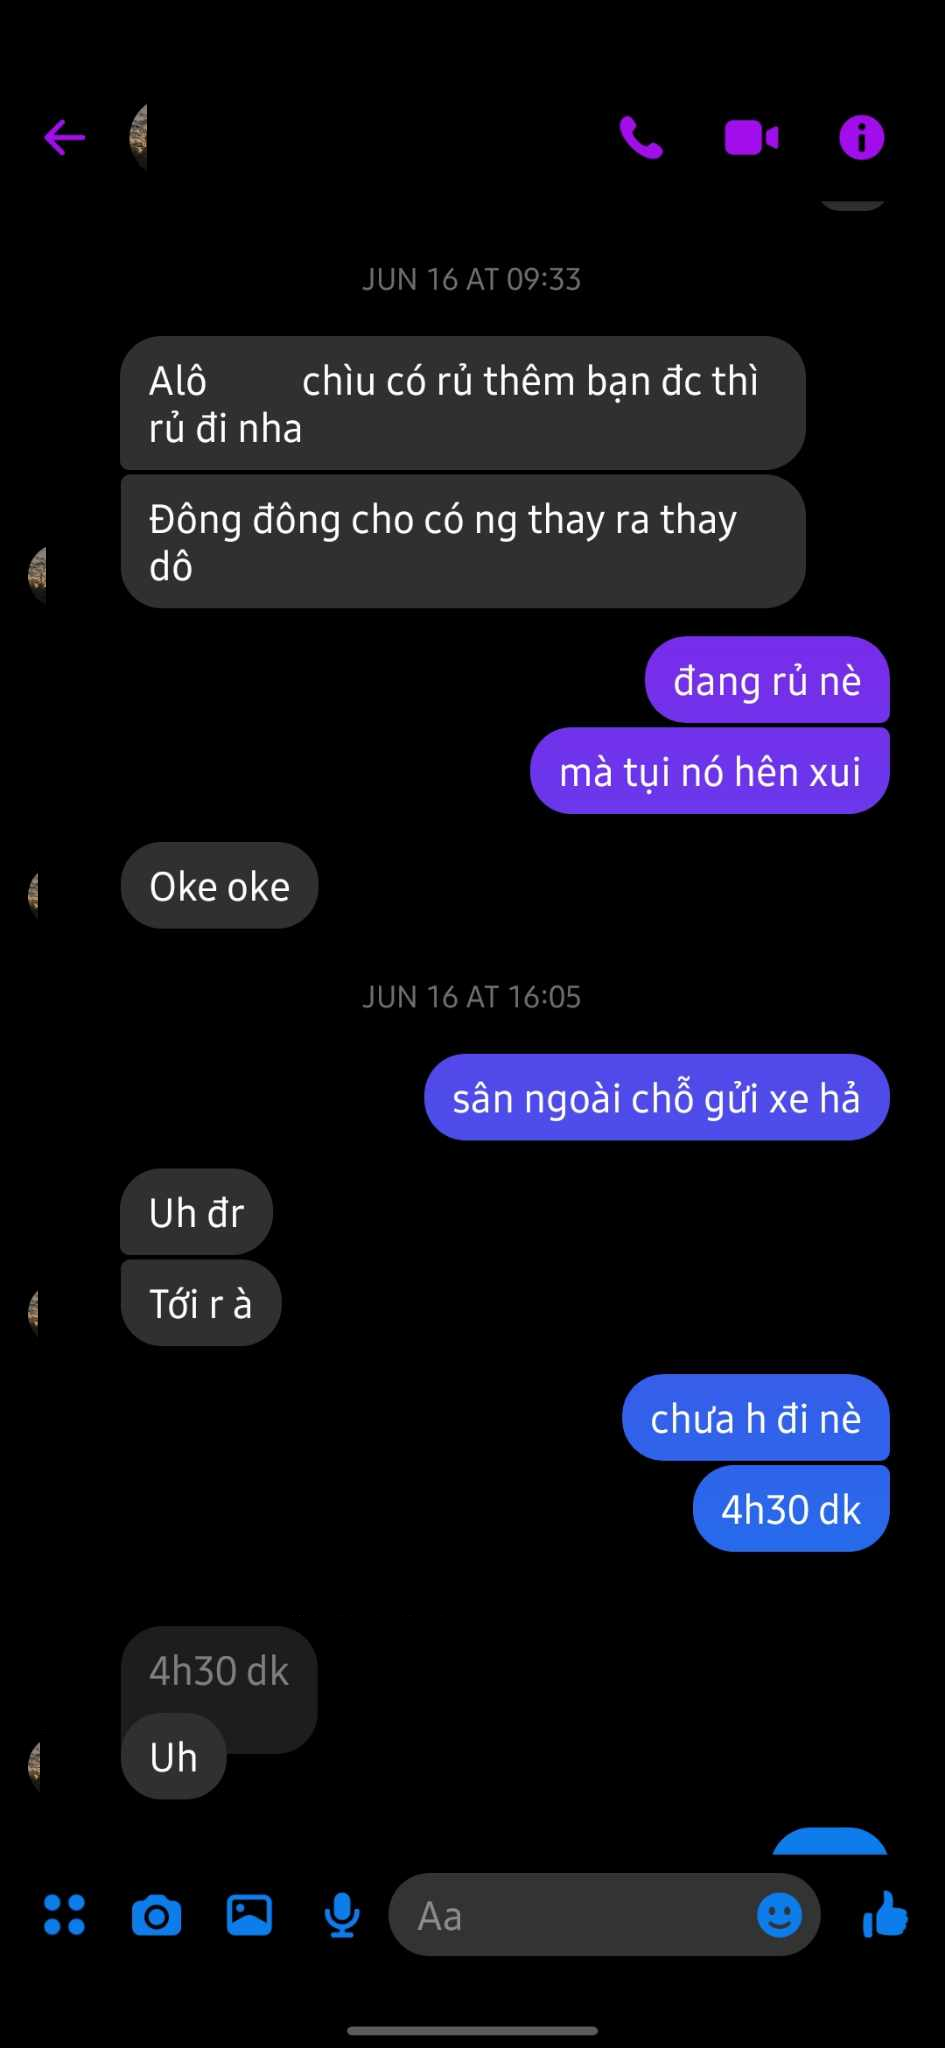 JUN 16 AT 09:33
Alô chìu có rủ thêm bạn đc thì
rủ đi nha
Đông đông cho có ng thay ra thay
dô
đang rủ nè
mà tụi nó hên xui
Oke oke
JUN 16 AT 16:05
sân ngoài chỗ gửi xe hả
Uh đr
Tới r à
chưa h đi nè
4h30 dk
4h30 dk
Uh
Aa